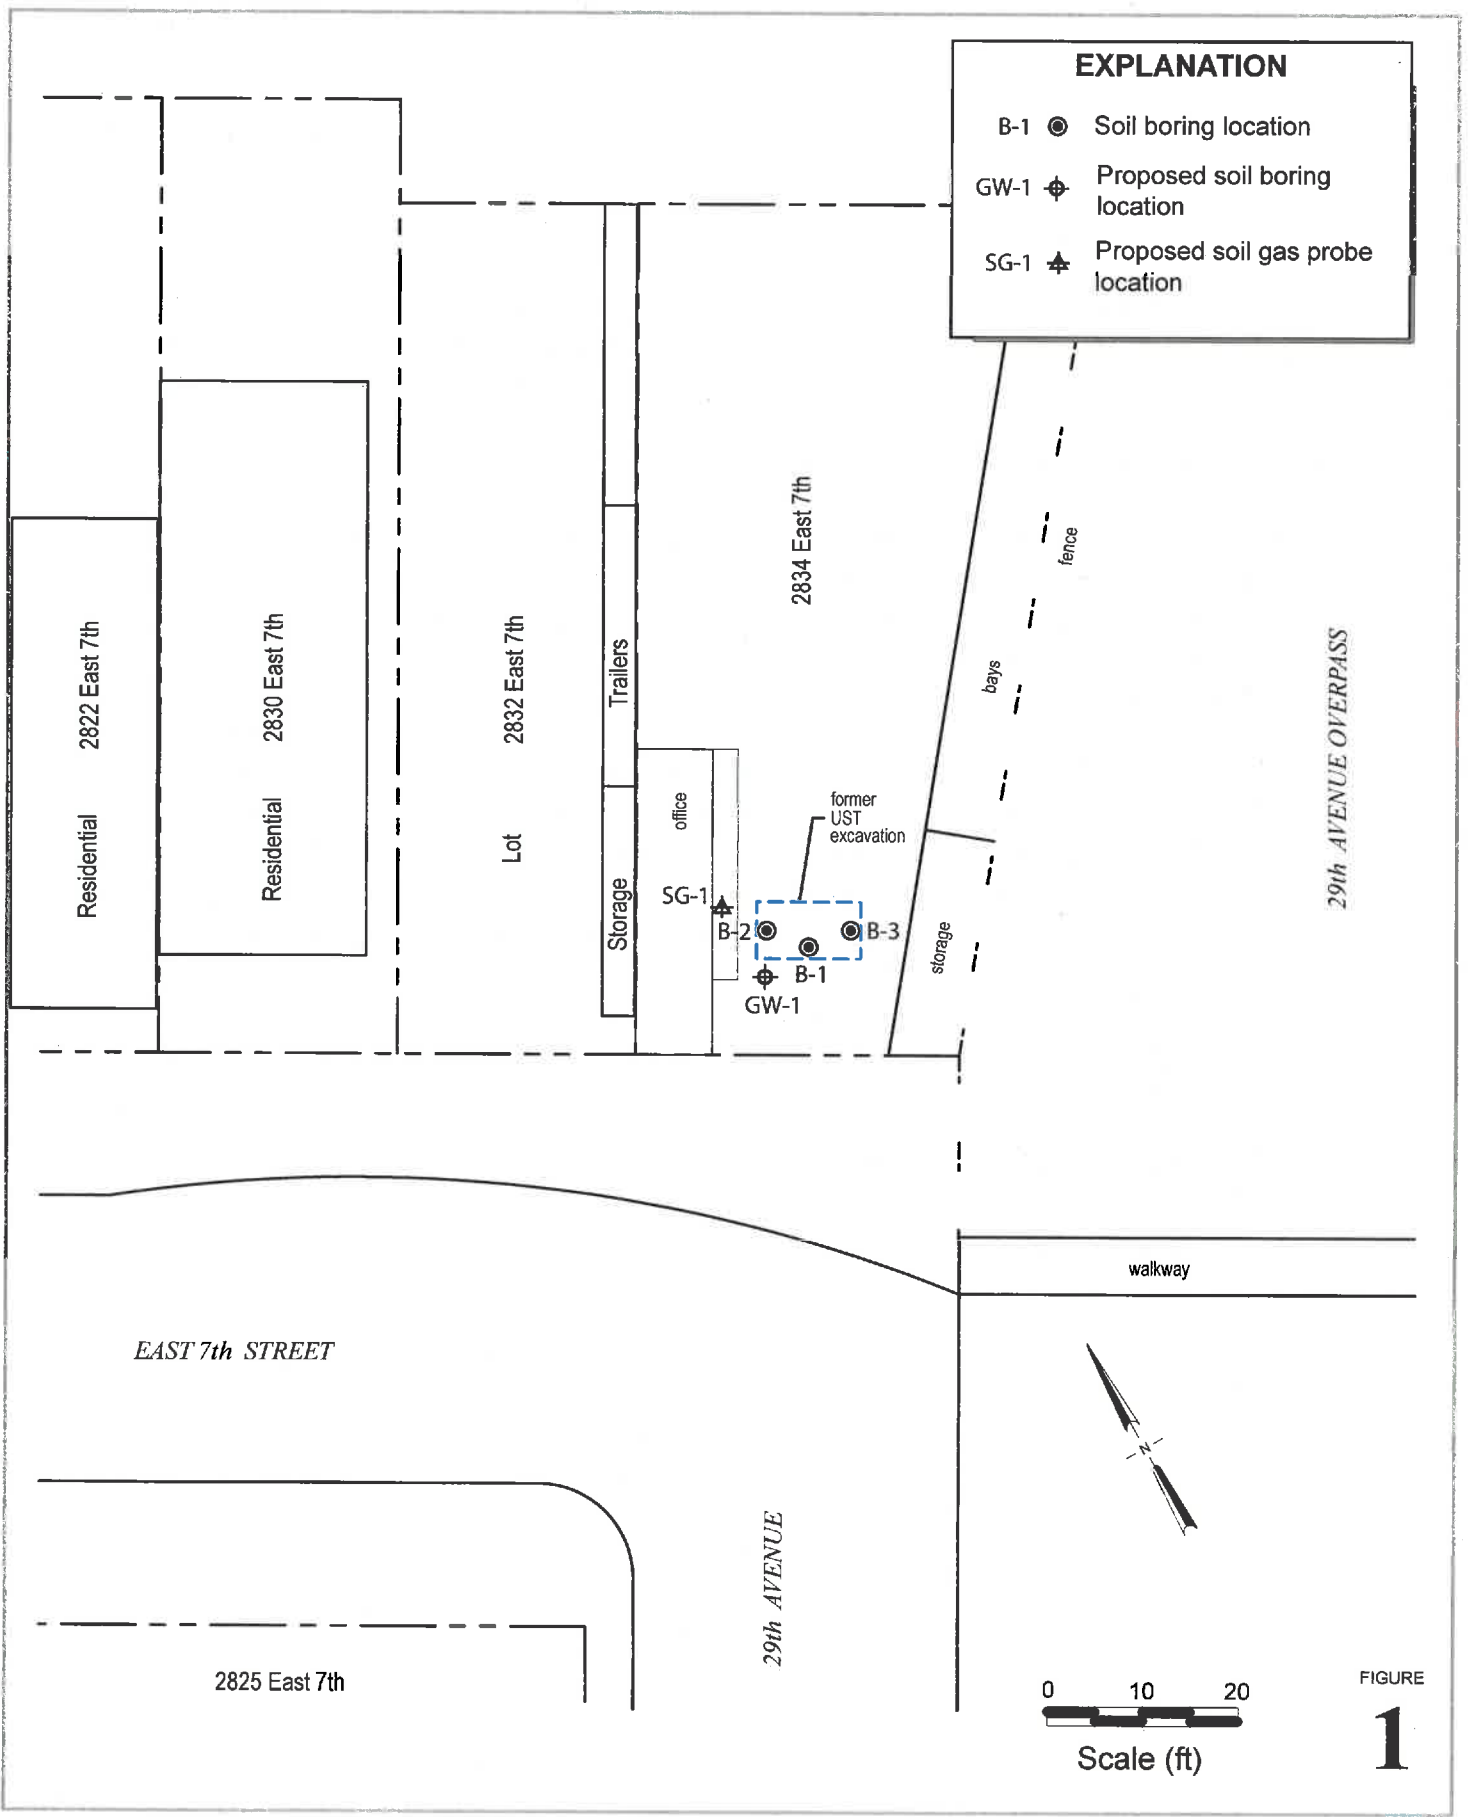 EXPLANATION
B-1 Soil boring location
GW-1 Proposed soil boring
location
SG-1 Proposed soil gas probe
location
2822 East 7th
Residential
2830 East 7th
Residential
2832 East 7th
Lot
Trailers
Storage
2834 East 7th
office
former
UST
excavation
SG-1
B-2
B-3
B-1
GW-1
bays
fence
storage
29th AVENUE OVERPASS
walkway
EAST 7th STREET
29th AVENUE
2825 East 7th
N
0 10 20
Scale (ft)
FIGURE
1